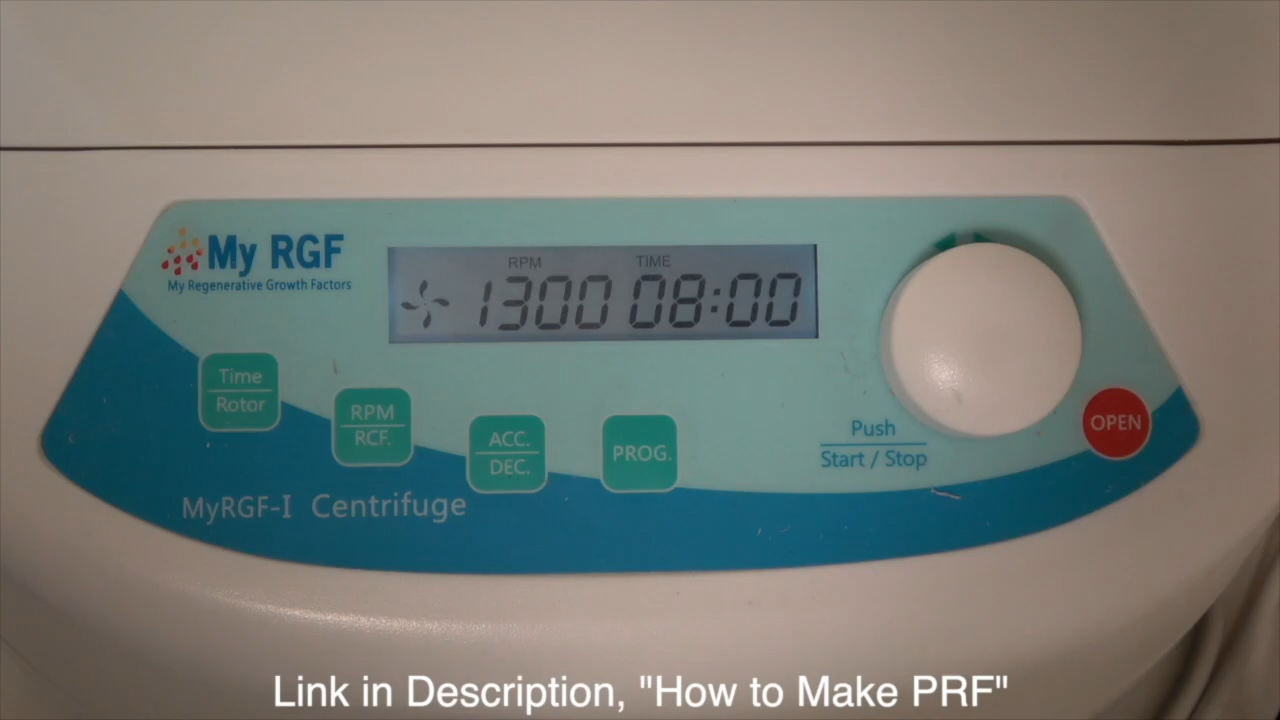 My RGF
My Regenerative Growth Factors
RPM TIME
1300 08:00
Time
Rotor
RPM
RCF.
ACC.
DEC.
PROG.
Push
Start / Stop
OPEN
MyRGF-I Centrifuge
Link in Description, "How to Make PRF"